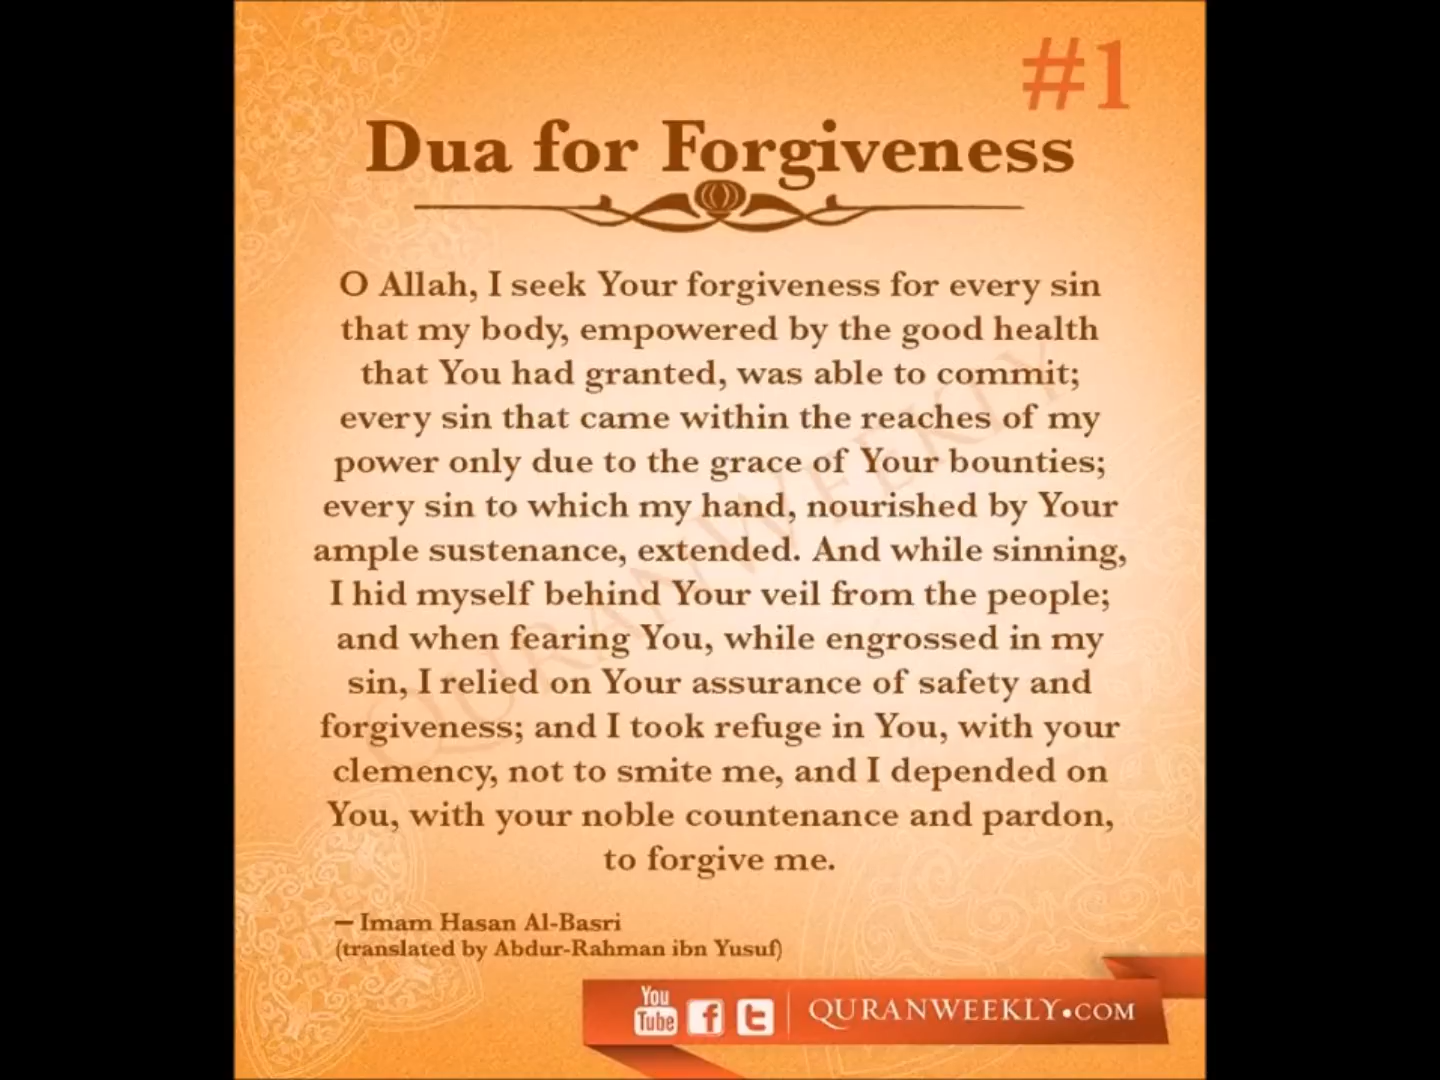 #1
Dua for Forgiveness
O Allah, I seek Your forgiveness for every sin
that my body, empowered by the good health
that You had granted, was able to commit;
every sin that came within the reaches of my
power only due to the grace of Your bounties;
every sin to which my hand, nourished by Your
ample sustenance, extended. And while sinning,
I hid myself behind Your veil from the people;
and when fearing You, while engrossed in my
sin, I relied on Your assurance of safety and
forgiveness; and I took refuge in You, with your
clemency, not to smite me, and I depended on
You, with your noble countenance and pardon,
to forgive me.
– Imam Hasan Al-Basri
(translated by Abdur-Rahman ibn Yusuf)
You
Tube f t QURANWEEKLY•COM
QURANWEEKLY